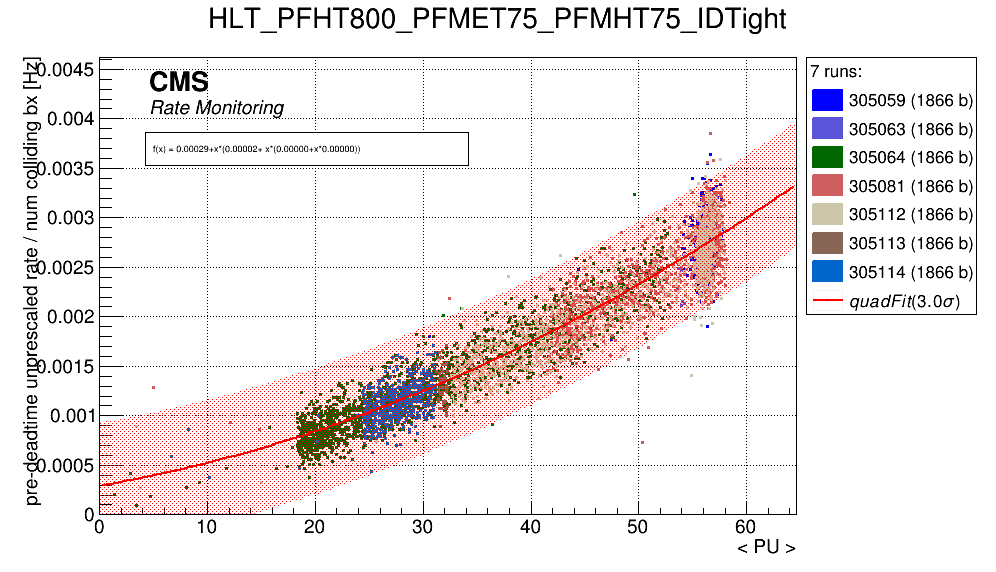 HLT_PFHT800_PFMET75_PFMHT75_IDTight
pre-deadtime unprescaled rate / num colliding bx [Hz]
0.0045
0.004
0.0035
0.003
0.0025
0.002
0.0015
0.001
0.0005
0
CMS
Rate Monitoring
f(x) = 0.00029+x*(0.00002+ x*(0.00000+x*0.00000))
0 10 20 30 40 50 60
< PU >
7 runs:
305059 (1866 b)
305063 (1866 b)
305064 (1866 b)
305081 (1866 b)
305112 (1866 b)
305113 (1866 b)
305114 (1866 b)
quadFit(3.0σ)